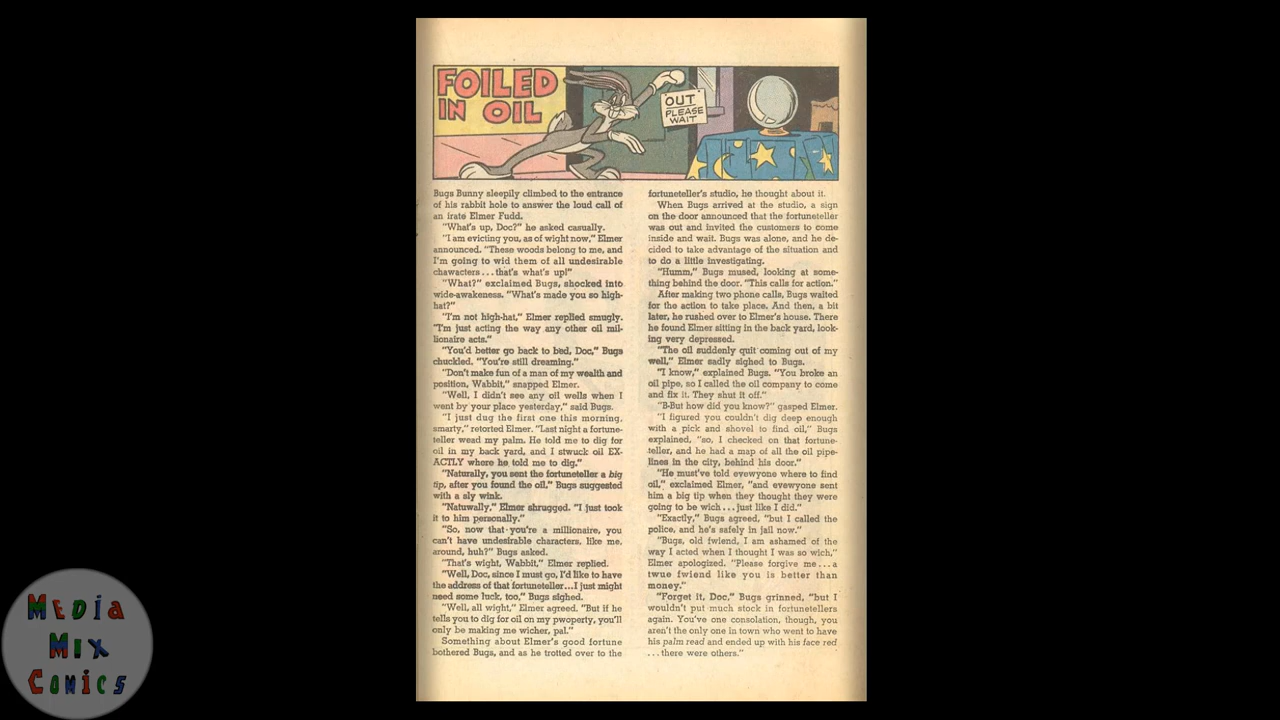 FOILED
IN OIL
OUT
PLEASE
WAIT
Bugs Bunny sleepily climbed to the entrance
of his rabbit hole to answer the loud call of
an irate Elmer Fudd.
"What's up, Doc?" he asked casually.
"I am evicting you, as of wight now," Elmer
announced. "These woods belong to me, and
I'm going to wid them of all undesirable
chawacters...that's what's up!"
"What?" exclaimed Bugs, shocked into
wide-awakeness. "What's made you so high-
hat?"
"I'm not high-hat," Elmer replied smugly.
"I'm just acting the way any other oil mil-
lionaire acts."
"You'd better go back to bed, Doc," Bugs
chuckled. "You're still dreaming."
"Don't make fun of a man of my wealth and
position, Wabbit," snapped Elmer.
"Well, I didn't see any oil wells when I
went by your place yesterday," said Bugs.
"I just dug the first one this morning,
smarty," retorted Elmer. "Last night a fortune-
teller wead my palm. He told me to dig for
oil in my back yard, and I stwuck oil EX-
ACTLY where he told me to dig."
"Naturally, you sent the fortuneteller a big
tip, after you found the oil," Bugs suggested
with a sly wink.
"Natuwally," Elmer shrugged. "I just took
it to him personally."
"So, now that you're a millionaire, you
can't have undesirable characters, like me,
around, huh?" Bugs asked.
"That's wight, Wabbit," Elmer replied.
"Well, Doc, since I must go, I'd like to have
the address of that fortuneteller...I just might
need some luck, too," Bugs sighed.
"Well, all wight," Elmer agreed. "But if he
tells you to dig for oil on my pwoperty, you'll
only be making me wicher, pal."
Something about Elmer's good fortune
bothered Bugs, and as he trotted over to the
fortuneteller's studio, he thought about it.
When Bugs arrived at the studio, a sign
on the door announced that the fortuneteller
was out and invited the customers to come
inside and wait. Bugs was alone, and he de-
cided to take advantage of the situation and
to do a little investigating.
"Humm," Bugs mused, looking at some-
thing behind the door. "This calls for action."
After making two phone calls, Bugs waited
for the action to take place. And then, a bit
later, he rushed over to Elmer's house. There
he found Elmer sitting in the back yard, look-
ing very depressed.
"The oil suddenly quit coming out of my
well," Elmer sadly sighed to Bugs.
"I know," explained Bugs. "You broke an
oil pipe, so I called the oil company to come
and fix it. They shut it off."
"B-But how did you know?" gasped Elmer.
"I figured you couldn't dig deep enough
with a pick and shovel to find oil," Bugs
explained, "so, I checked on that fortune-
teller, and he had a map of all the oil pipe-
lines in the city, behind his door."
"He must've told evewyone where to find
oil," exclaimed Elmer, "and evewyone sent
him a big tip when they thought they were
going to be wich...just like I did."
"Exactly," Bugs agreed, "but I called the
police, and he's safely in jail now."
"Bugs, old fwiend, I am ashamed of the
way I acted when I thought I was so wich,"
Elmer apologized. "Please forgive me...a
twue fwiend like you is better than
money."
"Forget it, Doc," Bugs grinned, "but I
wouldn't put much stock in fortunetellers
again. You've one consolation, though, you
aren't the only one in town who went to have
his palm read and ended up with his face red
...there were others."
MEDIa
MIX
COMICS